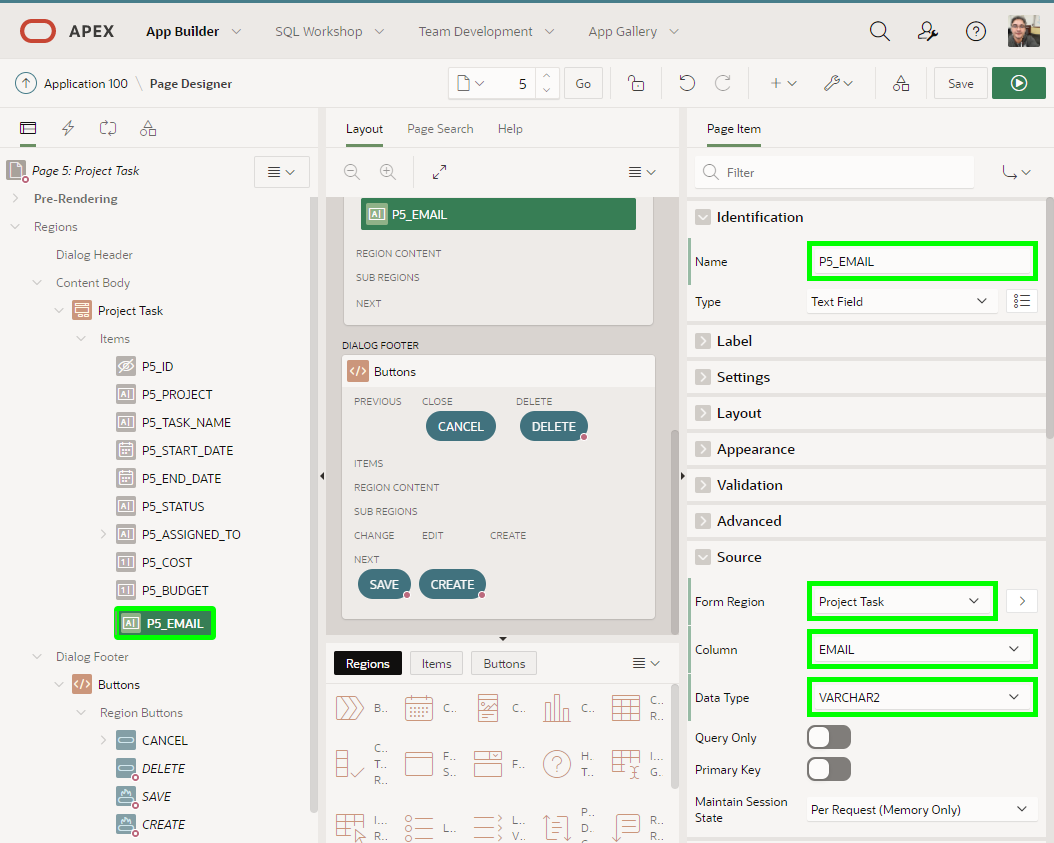 APEX App Builder SQL Workshop Team Development App Gallery
Application 100 \ Page Designer 5 Go Save
Page 5: Project Task
Pre-Rendering
Regions
Dialog Header
Content Body
Project Task
Items
P5_ID
P5_PROJECT
P5_TASK_NAME
P5_START_DATE
P5_END_DATE
P5_STATUS
P5_ASSIGNED_TO
P5_COST
P5_BUDGET
P5_EMAIL
Dialog Footer
Buttons
Region Buttons
CANCEL
DELETE
SAVE
CREATE
Layout Page Search Help
P5_EMAIL
REGION CONTENT
SUB REGIONS
NEXT
DIALOG FOOTER
Buttons
PREVIOUS CLOSE DELETE
CANCEL DELETE
ITEMS
REGION CONTENT
SUB REGIONS
CHANGE EDIT CREATE
NEXT
SAVE CREATE
Regions Items Buttons
B.. C.. C.. C.. C..
R..
C.. F.. F.. H.. I...
T.. S.. T.. G..
R..
I... L.. L.. P.. R..
R.. V.. D.. R..
Page Item
Filter
Identification
Name P5_EMAIL
Type Text Field
Label
Settings
Layout
Appearance
Validation
Advanced
Source
Form Region Project Task
Column EMAIL
Data Type VARCHAR2
Query Only
Primary Key
Maintain Session
State Per Request (Memory Only)